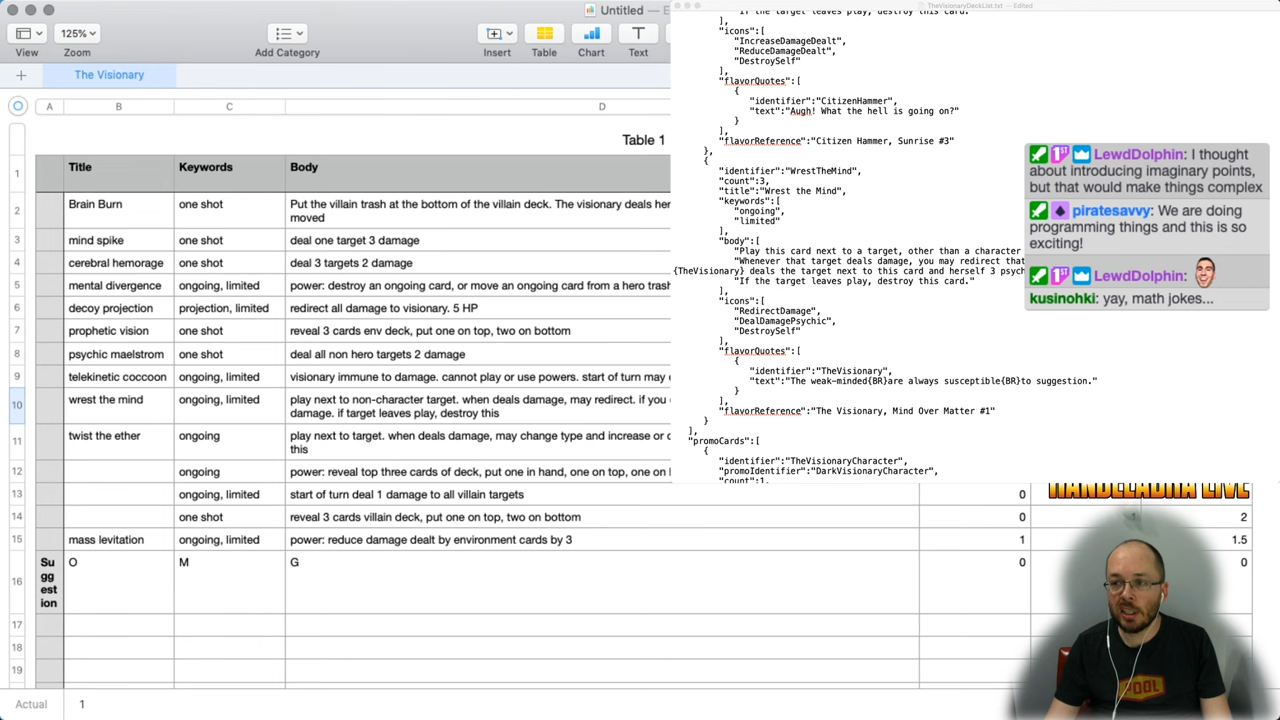 Untitled — E
View
125%
Zoom
Add Category
Insert
Table
Chart
Text
The Visionary
A B C D
Table 1
Title Keywords Body
1
2 Brain Burn one shot Put the villain trash at the bottom of the villain deck. The visionary deals her
moved
3 mind spike one shot deal one target 3 damage
4 cerebral hemorage one shot deal 3 targets 2 damage
5 mental divergence ongoing, limited power: destroy an ongoing card, or move an ongoing card from a hero trash
6 decoy projection projection, limited redirect all damage to visionary. 5 HP
7 prophetic vision one shot reveal 3 cards env deck, put one on top, two on bottom
8 psychic maelstrom one shot deal all non hero targets 2 damage
9 telekinetic coccoon ongoing, limited visionary immune to damage. cannot play or use powers. start of turn may
10 wrest the mind ongoing, limited play next to non-character target. when deals damage, may redirect. if you
damage. if target leaves play, destroy this
11 twist the ether ongoing play next to target. when deals damage, may change type and increase or
this
12 ongoing power: reveal top three cards of deck, put one in hand, one on top, one on
13 ongoing, limited start of turn deal 1 damage to all villain targets 0
14 one shot reveal 3 cards villain deck, put one on top, two on bottom 0 2
15 mass levitation ongoing, limited power: reduce damage dealt by environment cards by 3 1 1.5
16 Su
gg
est
ion O M G 0 0
17
18
19
Actual 1
TheVisionaryDeckList.txt — Edited
"If the target leaves play, destroy this card."
],
"icons":[
"IncreaseDamageDealt",
"ReduceDamageDealt",
"DestroySelf"
],
"flavorQuotes":[
{
"identifier":"CitizenHammer",
"text":"Augh! What the hell is going on?"
}
],
"flavorReference":"Citizen Hammer, Sunrise #3"
},
{
"identifier":"WrestTheMind",
"count":3,
"title":"Wrest the Mind",
"keywords":[
"ongoing",
"limited"
],
"body":[
"Play this card next to a target, other than a character
"Whenever that target deals damage, you may redirect that
{TheVisionary} deals the target next to this card and herself 3 psych
"If the target leaves play, destroy this card."
],
"icons":[
"RedirectDamage",
"DealDamagePsychic",
"DestroySelf"
],
"flavorQuotes":[
{
"identifier":"TheVisionary",
"text":"The weak-minded{BR}are always susceptible{BR}to suggestion."
}
],
"flavorReference":"The Visionary, Mind Over Matter #1"
}
],
"promoCards":[
{
"identifier":"TheVisionaryCharacter",
"promoIdentifier":"DarkVisionaryCharacter",
"count":1,
LewdDolphin: I thought
about introducing imaginary points,
but that would make things complex
piratesavvy: We are doing
programming things and this is so
exciting!
LewdDolphin:
kusinohki: yay, math jokes...
HANDELABRA LIVE
POOL